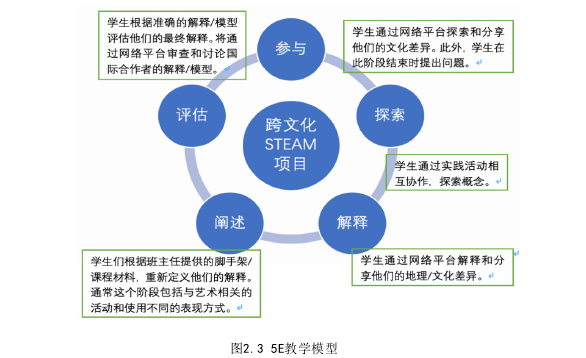 学生根据准确的解释/模型
评估他们的最终解释。将通
过网络平台审查和讨论国
际合作者的解释/模型。
参与
学生通过网络平台探索和分享
他们的文化差异。此外，学生在
此阶段结束时提出问题。
评估
探索
跨文化
STEAM
项目
学生通过实践活动相
互协作，探索概念。
阐述
解释
学生们根据班主任提供的脚手架/
课程材料，重新定义他们的解释。
通常这个阶段包括与艺术相关的
活动和使用不同的表现方式。
学生通过网络平台解释和分
享他们的地理/文化差异。
图2.3 5E教学模型